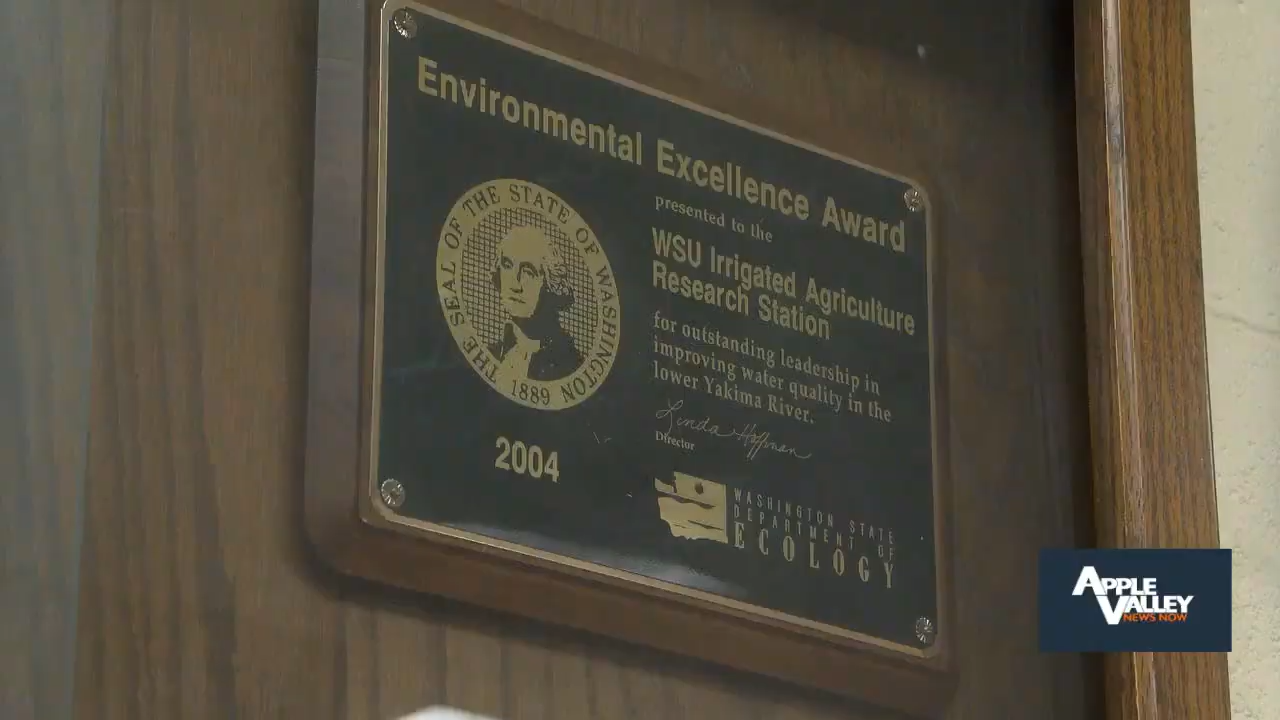 Environmental Excellence Award
presented to the
WSU Irrigated Agriculture
Research Station
for outstanding leadership in
improving water quality in the
lower Yakima River.
Linda Hoffman
Director
THE SEAL OF THE STATE OF WASHINGTON
1889
2004
WASHINGTON STATE
DEPARTMENT OF
ECOLOGY
APPLE
VALLEY
NEWS NOW